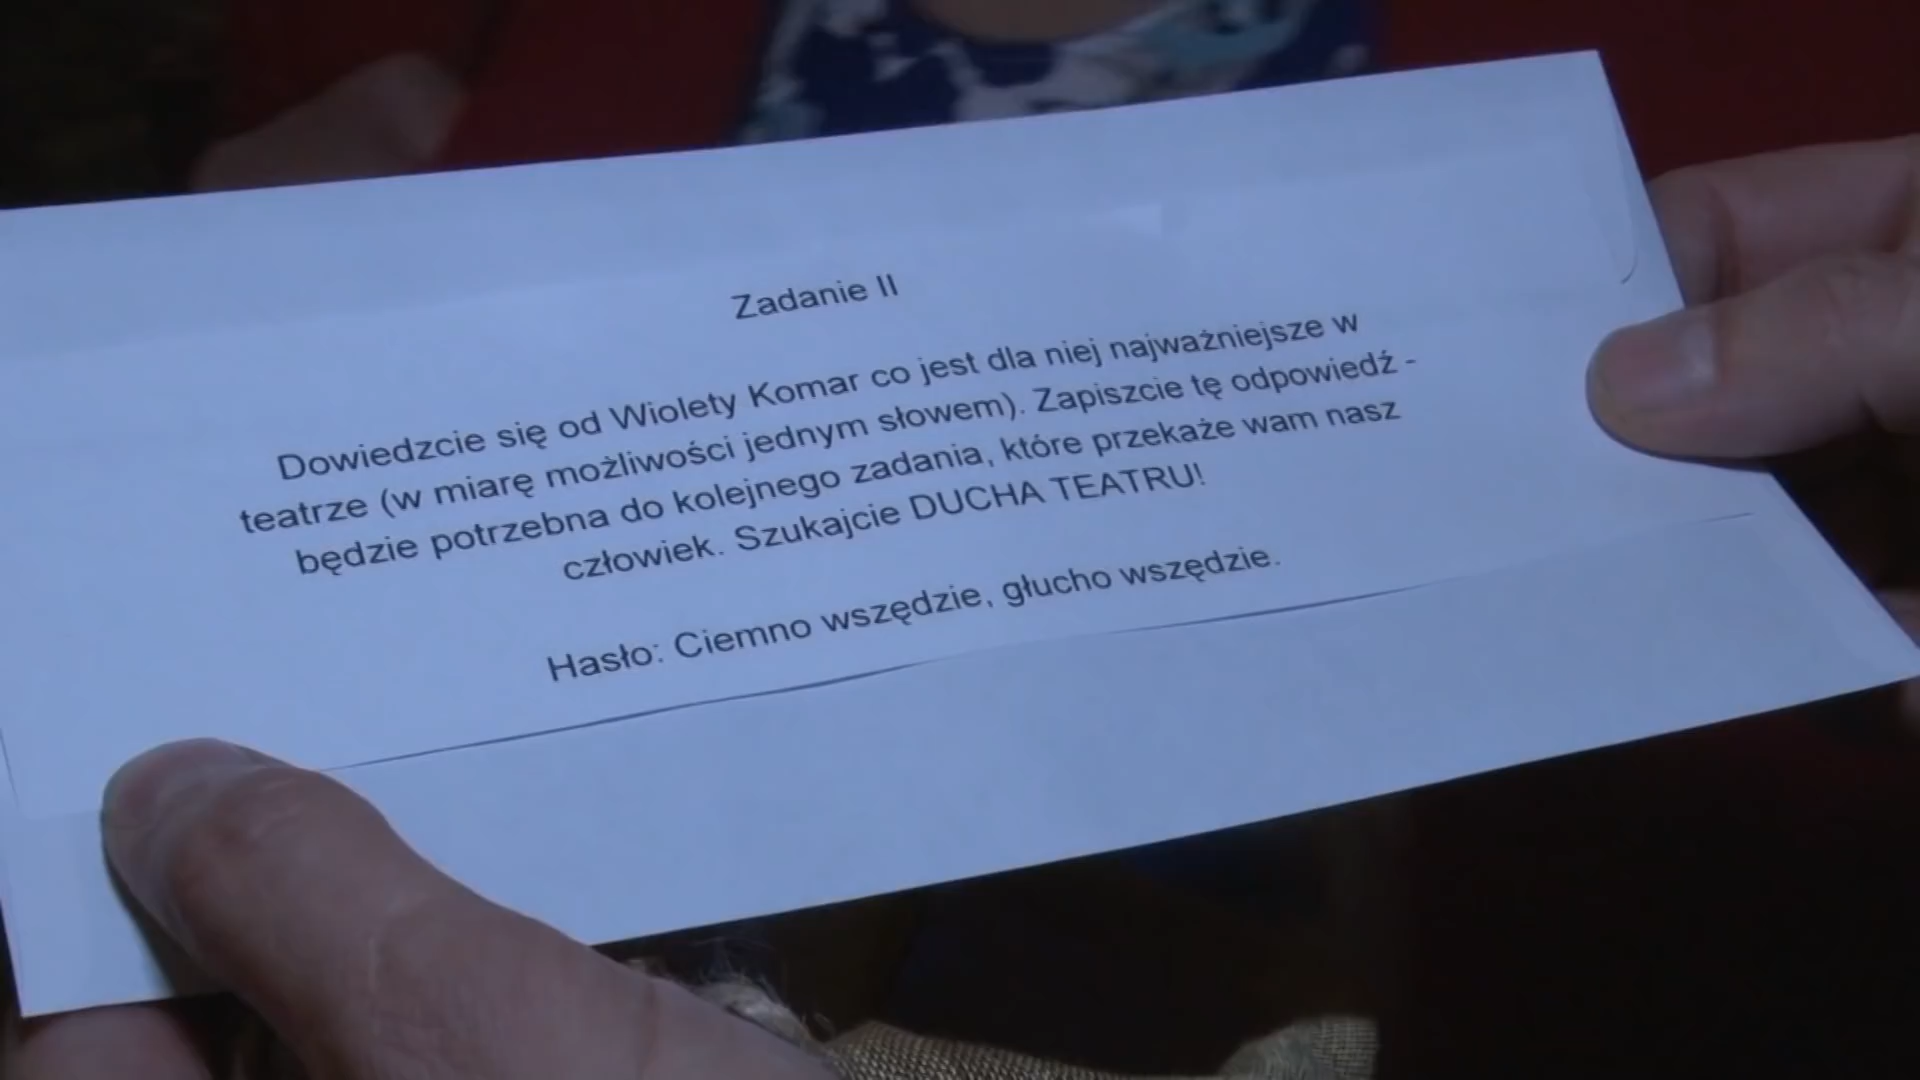 Zadanie II
Dowiedzcie się od Wiolety Komar co jest dla niej najważniejsze w
teatrze (w miarę możliwości jednym słowem). Zapiszcie tę odpowiedź -
będzie potrzebna do kolejnego zadania, które przekaże wam nasz
człowiek. Szukajcie DUCHA TEATRU!
Hasło: Ciemno wszędzie, głucho wszędzie.